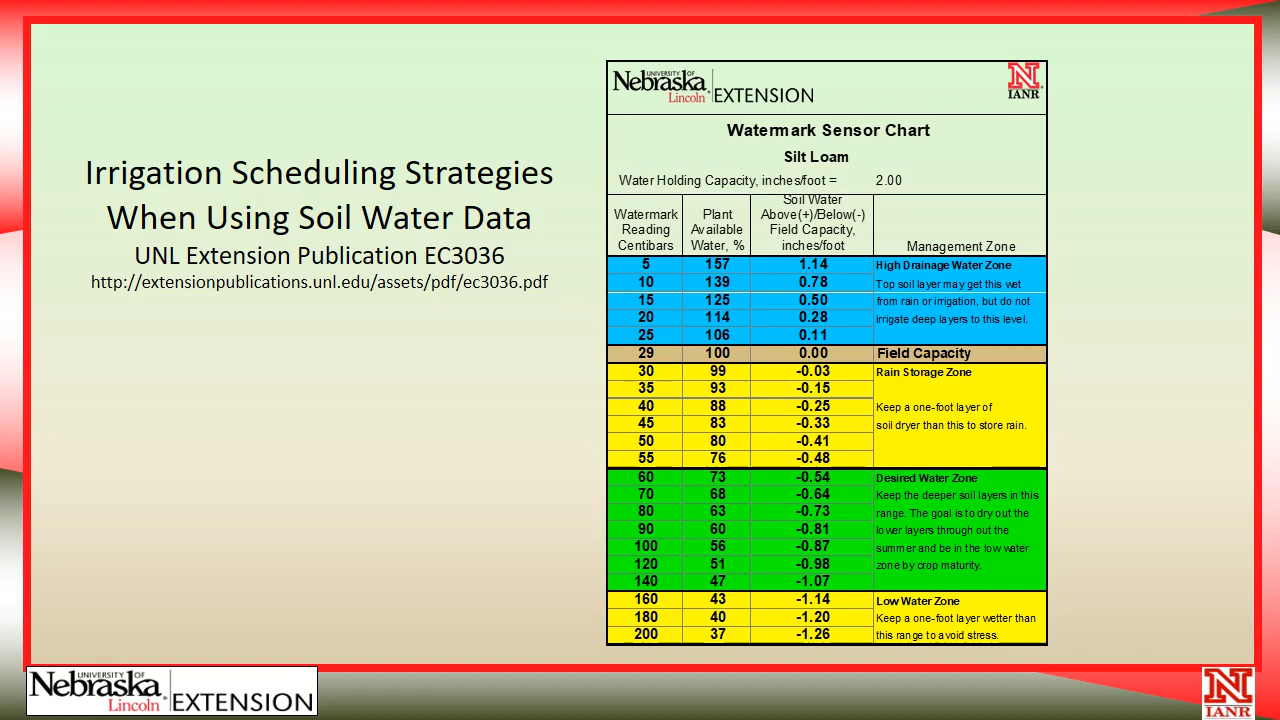 Irrigation Scheduling Strategies
When Using Soil Water Data
UNL Extension Publication EC3036
http://extensionpublications.unl.edu/assets/pdf/ec3036.pdf
UNIVERSITY OF
Nebraska
Lincoln
EXTENSION
N
IANR
Watermark Sensor Chart
Silt Loam
Water Holding Capacity, inches/foot = 2.00
Watermark Reading Centibars
Plant Available Water, %
Soil Water Above(+)/Below(-) Field Capacity, inches/foot
Management Zone
5 157 1.14 High Drainage Water Zone
10 139 0.78 Top soil layer may get this wet
15 125 0.50 from rain or irrigation, but do not
20 114 0.28 irrigate deep layers to this level.
25 106 0.11
29 100 0.00 Field Capacity
30 99 -0.03 Rain Storage Zone
35 93 -0.15
40 88 -0.25 Keep a one-foot layer of
45 83 -0.33 soil dryer than this to store rain.
50 80 -0.41
55 76 -0.48
60 73 -0.54 Desired Water Zone
70 68 -0.64 Keep the deeper soil layers in this
80 63 -0.73 range. The goal is to dry out the
90 60 -0.81 lower layers through out the
100 56 -0.87 summer and be in the low water
120 51 -0.98 zone by crop maturity.
140 47 -1.07
160 43 -1.14 Low Water Zone
180 40 -1.20 Keep a one-foot layer wetter than
200 37 -1.26 this range to avoid stress.
UNIVERSITY OF
Nebraska
Lincoln
EXTENSION
N
IANR